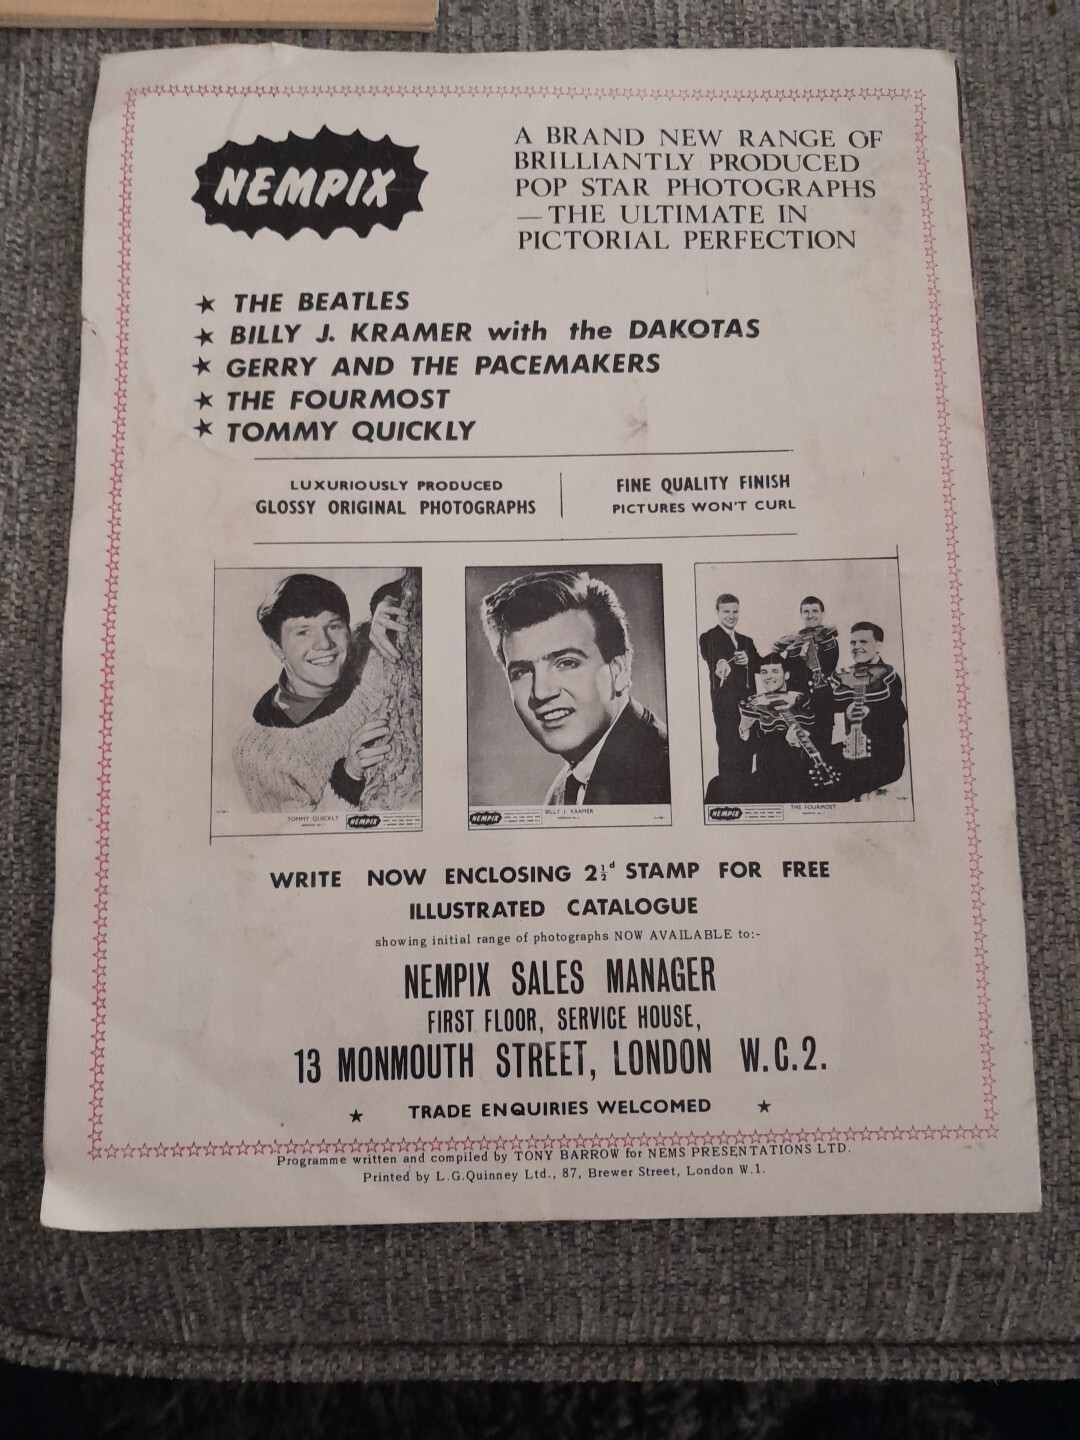 NEMPIX
A BRAND NEW RANGE OF
BRILLIANTLY PRODUCED
POP STAR PHOTOGRAPHS
— THE ULTIMATE IN
PICTORIAL PERFECTION
★ THE BEATLES
★ BILLY J. KRAMER with the DAKOTAS
★ GERRY AND THE PACEMAKERS
★ THE FOURMOST
★ TOMMY QUICKLY
LUXURIOUSLY PRODUCED
GLOSSY ORIGINAL PHOTOGRAPHS
FINE QUALITY FINISH
PICTURES WON'T CURL
TOMMY QUICKLY
NEMPIX
NEMPIX
BILLY J. KRAMER
NEMPIX
THE FOURMOST
WRITE NOW ENCLOSING 2½d STAMP FOR FREE
ILLUSTRATED CATALOGUE
showing initial range of photographs NOW AVAILABLE to:-
NEMPIX SALES MANAGER
FIRST FLOOR, SERVICE HOUSE,
13 MONMOUTH STREET, LONDON W.C.2.
★ TRADE ENQUIRIES WELCOMED ★
Programme written and compiled by TONY BARROW for NEMS PRESENTATIONS LTD.
Printed by L.G.Quinney Ltd., 87, Brewer Street, London W.1.